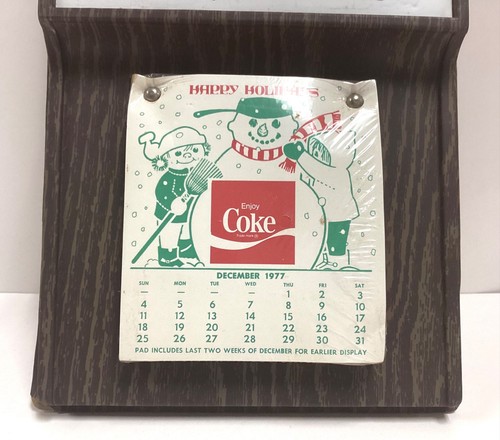 HAPPY HOLIDAYS
Enjoy
Coke
DECEMBER 1977
SUN MON TUE WED THU FRI SAT
— — — — 1 2 3
4 5 6 7 8 9 10
11 12 13 14 15 16 17
18 19 20 21 22 23 24
25 26 27 28 29 30 31
PAD INCLUDES LAST TWO WEEKS OF DECEMBER FOR EARLIER DISPLAY